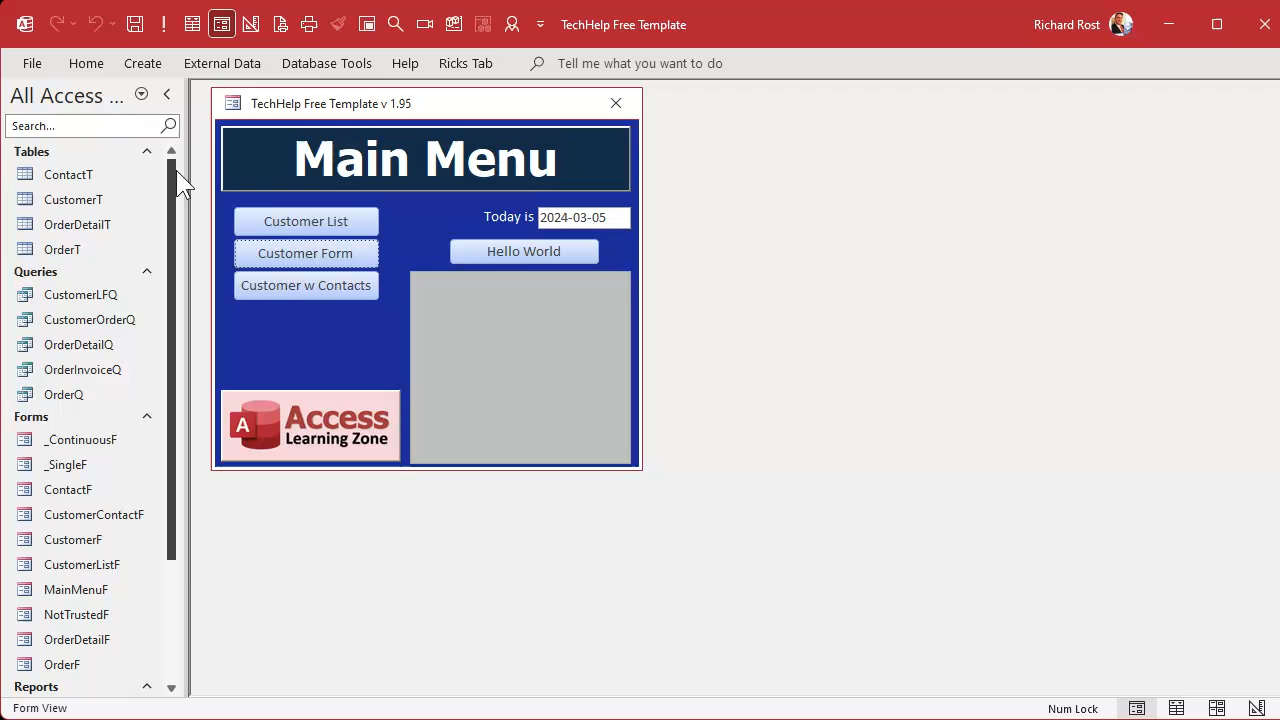 TechHelp Free Template
Richard Rost
File Home Create External Data Database Tools Help Ricks Tab Tell me what you want to do
All Access ...
Search...
Tables
ContactT
CustomerT
OrderDetailT
OrderT
Queries
CustomerLFQ
CustomerOrderQ
OrderDetailQ
OrderInvoiceQ
OrderQ
Forms
_ContinuousF
_SingleF
ContactF
CustomerContactF
CustomerF
CustomerListF
MainMenuF
NotTrustedF
OrderDetailF
OrderF
Reports
TechHelp Free Template v 1.95
Main Menu
Customer List
Customer Form
Customer w Contacts
Today is 2024-03-05
Hello World
A Access
Learning Zone
Form View
Num Lock